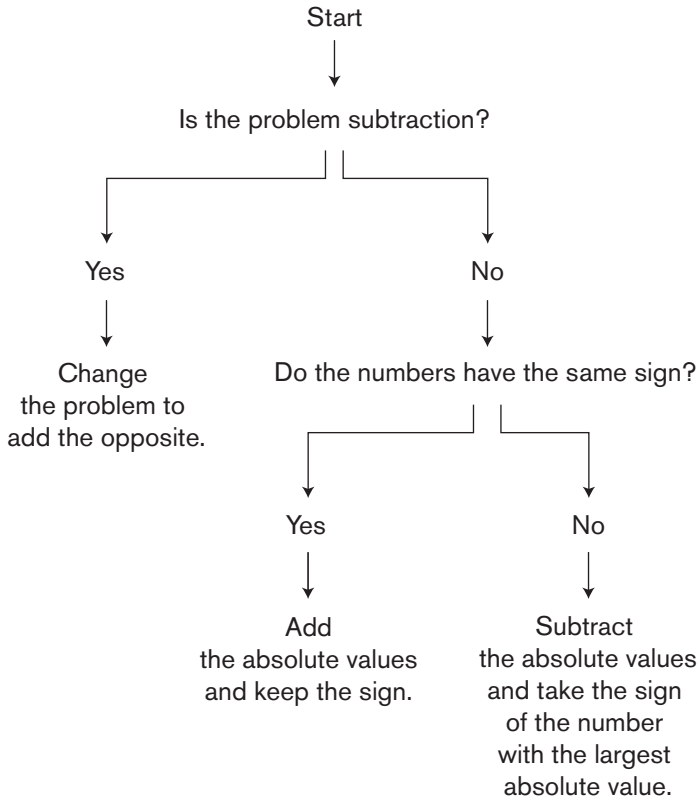 Start
Is the problem subtraction?
Yes
No
Change
the problem to
add the opposite.
Do the numbers have the same sign?
Yes
No
Add
the absolute values
and keep the sign.
Subtract
the absolute values
and take the sign
of the number
with the largest
absolute value.